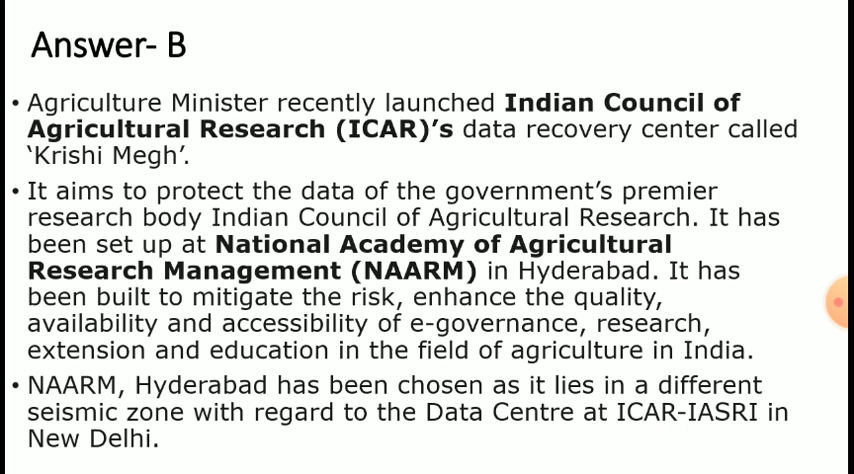 Answer- B
• Agriculture Minister recently launched Indian Council of
Agricultural Research (ICAR)’s data recovery center called
‘Krishi Megh’.
• It aims to protect the data of the government’s premier
research body Indian Council of Agricultural Research. It has
been set up at National Academy of Agricultural
Research Management (NAARM) in Hyderabad. It has
been built to mitigate the risk, enhance the quality,
availability and accessibility of e-governance, research,
extension and education in the field of agriculture in India.
• NAARM, Hyderabad has been chosen as it lies in a different
seismic zone with regard to the Data Centre at ICAR-IASRI in
New Delhi.